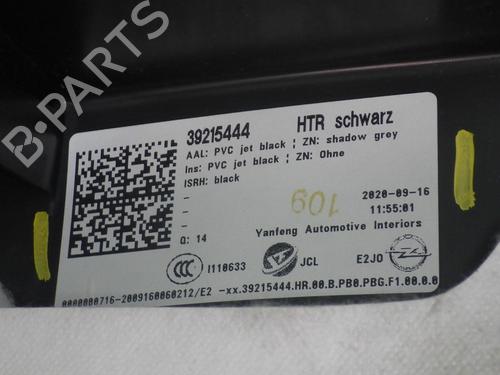 39215444 HTR schwarz
AAL: PVC jet black ¦ ZN: shadow grey
Ins: PVC jet black ¦ ZN: Ohne
ISRH: black
-
-
-
109
2020-09-16
11:55:01
Q: 14
Yanfeng Automotive Interiors
CCC I110633 JCL E2JO
0000000716-2009160060212/E2 -xx.39215444.HR.00.B.PB0.PBG.F1.00.0.0
B-PARTS